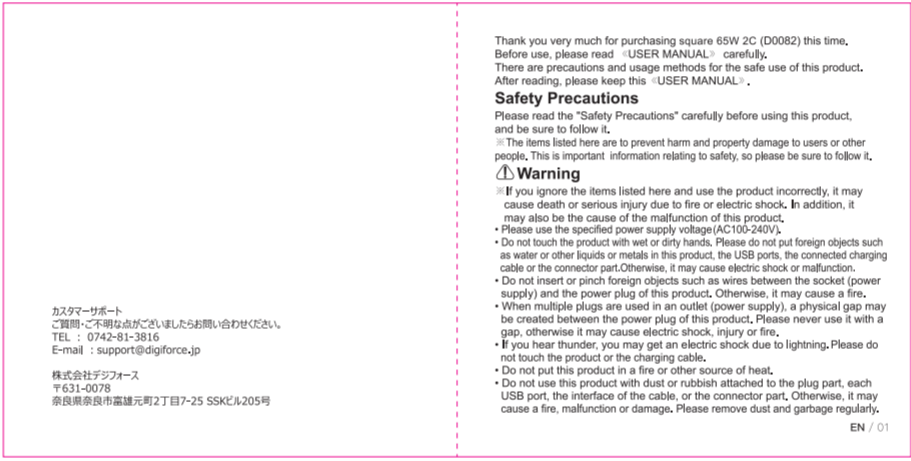 カスタマーサポート
ご質問・ご不明な点がございましたらお問い合わせください。
TEL : 0742-81-3816
E-mail : support@digiforce.jp
株式会社デジフォース
〒631-0078
奈良県奈良市富雄元町2丁目7-25 SSKビル205号
Thank you very much for purchasing square 65W 2C (D0082) this time.
Before use, please read 《USER MANUAL》 carefully.
There are precautions and usage methods for the safe use of this product.
After reading, please keep this 《USER MANUAL》.
Safety Precautions
Please read the "Safety Precautions" carefully before using this product,
and be sure to follow it.
※The items listed here are to prevent harm and property damage to users or other
people. This is important information relating to safety, so please be sure to follow it.
⚠Warning
※If you ignore the items listed here and use the product incorrectly, it may
cause death or serious injury due to fire or electric shock. In addition, it
may also be the cause of the malfunction of this product.
• Please use the specified power supply voltage(AC100-240V).
• Do not touch the product with wet or dirty hands. Please do not put foreign objects such
as water or other liquids or metals in this product, the USB ports, the connected charging
cable or the connector part.Otherwise, it may cause electric shock or malfunction.
• Do not insert or pinch foreign objects such as wires between the socket (power
supply) and the power plug of this product. Otherwise, it may cause a fire.
• When multiple plugs are used in an outlet (power supply), a physical gap may
be created between the power plug of this product. Please never use it with a
gap, otherwise it may cause electric shock, injury or fire.
• If you hear thunder, you may get an electric shock due to lightning. Please do
not touch the product or the charging cable.
• Do not put this product in a fire or other source of heat.
• Do not use this product with dust or rubbish attached to the plug part, each
USB port, the interface of the cable, or the connector part. Otherwise, it may
cause a fire, malfunction or damage. Please remove dust and garbage regularly.
EN / 01